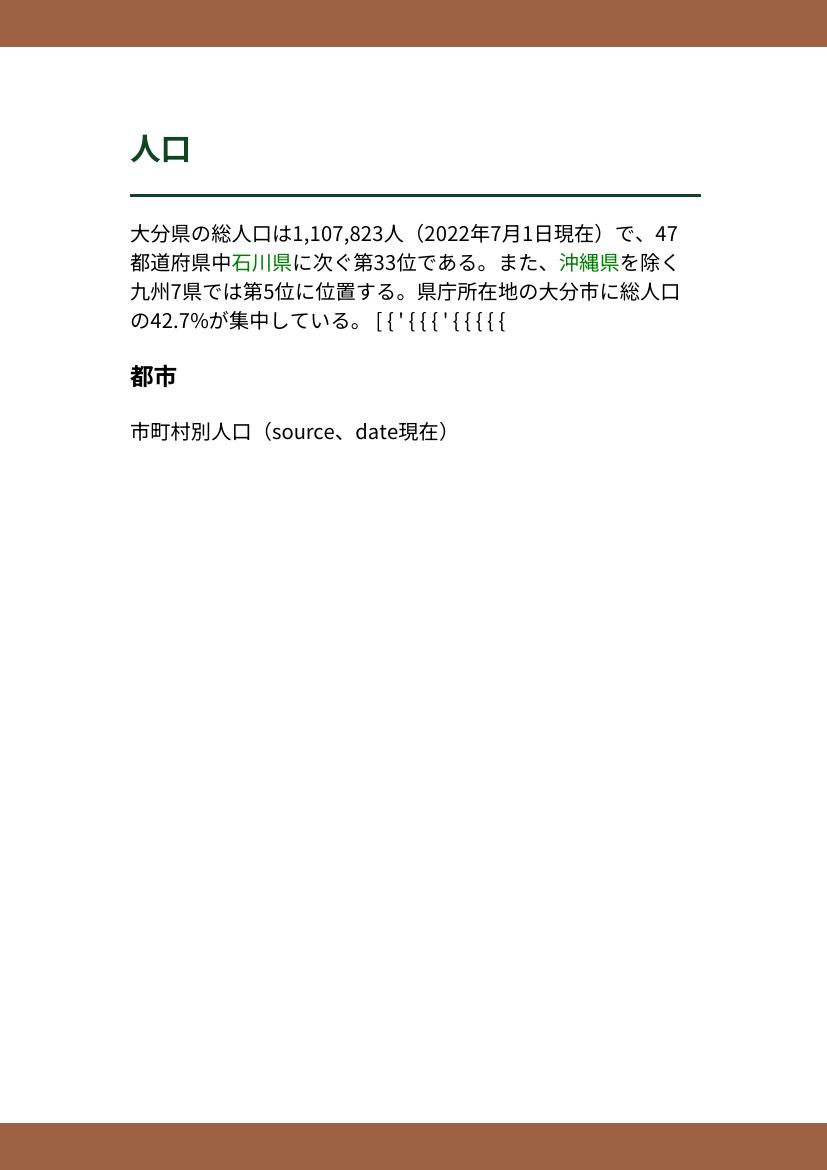 人口
大分県の総人口は1,107,823人（2022年7月1日現在）で、47
都道府県中石川県に次ぐ第33位である。また、沖縄県を除く
九州7県では第5位に位置する。県庁所在地の大分市に総人口
の42.7%が集中している。 [ { ' { { { ' { { { { {
都市
市町村別人口（source、date現在）